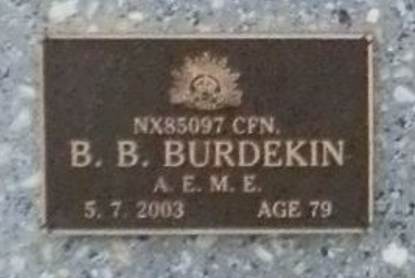 NX85097 CFN.
B. B. BURDEKIN
A. E. M. E.
5. 7. 2003 AGE 79